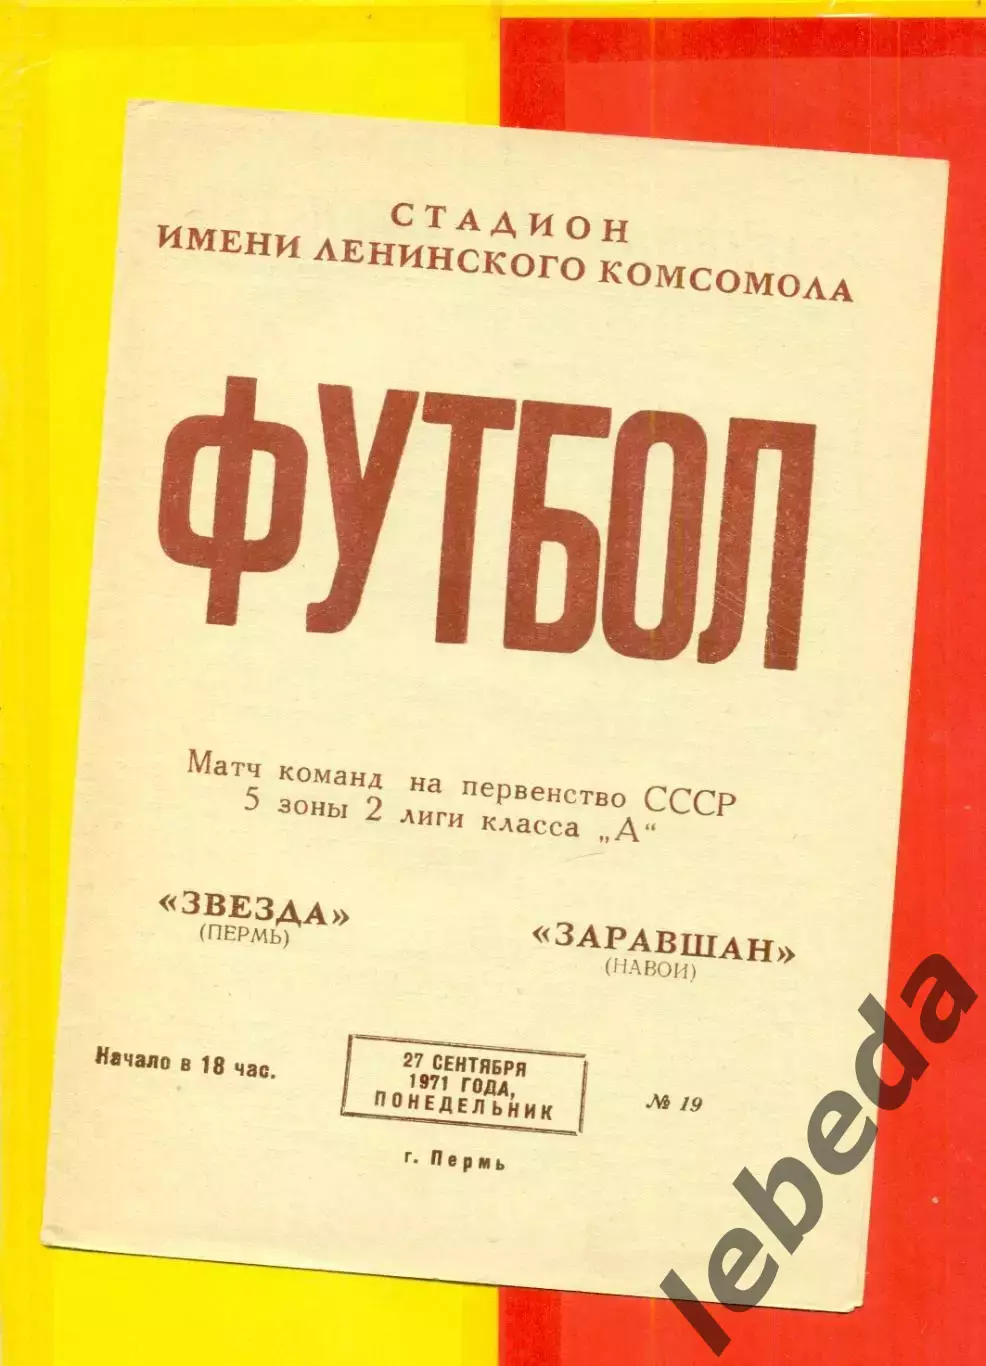 СТАДИОН
ИМЕНИ ЛЕНИНСКОГО КОМСОМОЛА
ФУТБОЛ
Матч команд на первенство СССР
5 зоны 2 лиги класса „А“
«ЗВЕЗДА»
(ПЕРМЬ)
«ЗАРАВШАН»
(НАВОИ)
Начало в 18 час.
27 СЕНТЯБРЯ
1971 ГОДА,
ПОНЕДЕЛЬНИК
№ 19
г. Пермь
lebeda